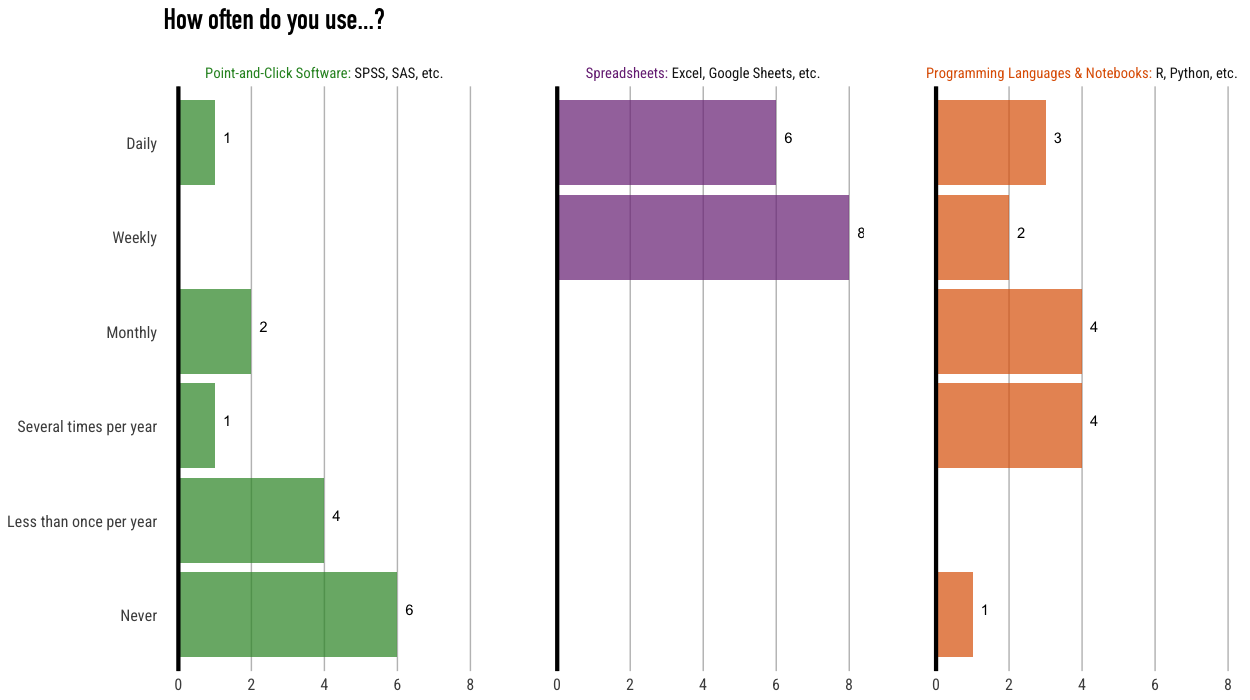 How often do you use...?
Point-and-Click Software: SPSS, SAS, etc.
Spreadsheets: Excel, Google Sheets, etc.
Programming Languages & Notebooks: R, Python, etc.
Daily 1 6 3
Weekly 8 2
Monthly 2 4
Several times per year 1 4
Less than once per year 4
Never 6 1
0 2 4 6 8 0 2 4 6 8 0 2 4 6 8